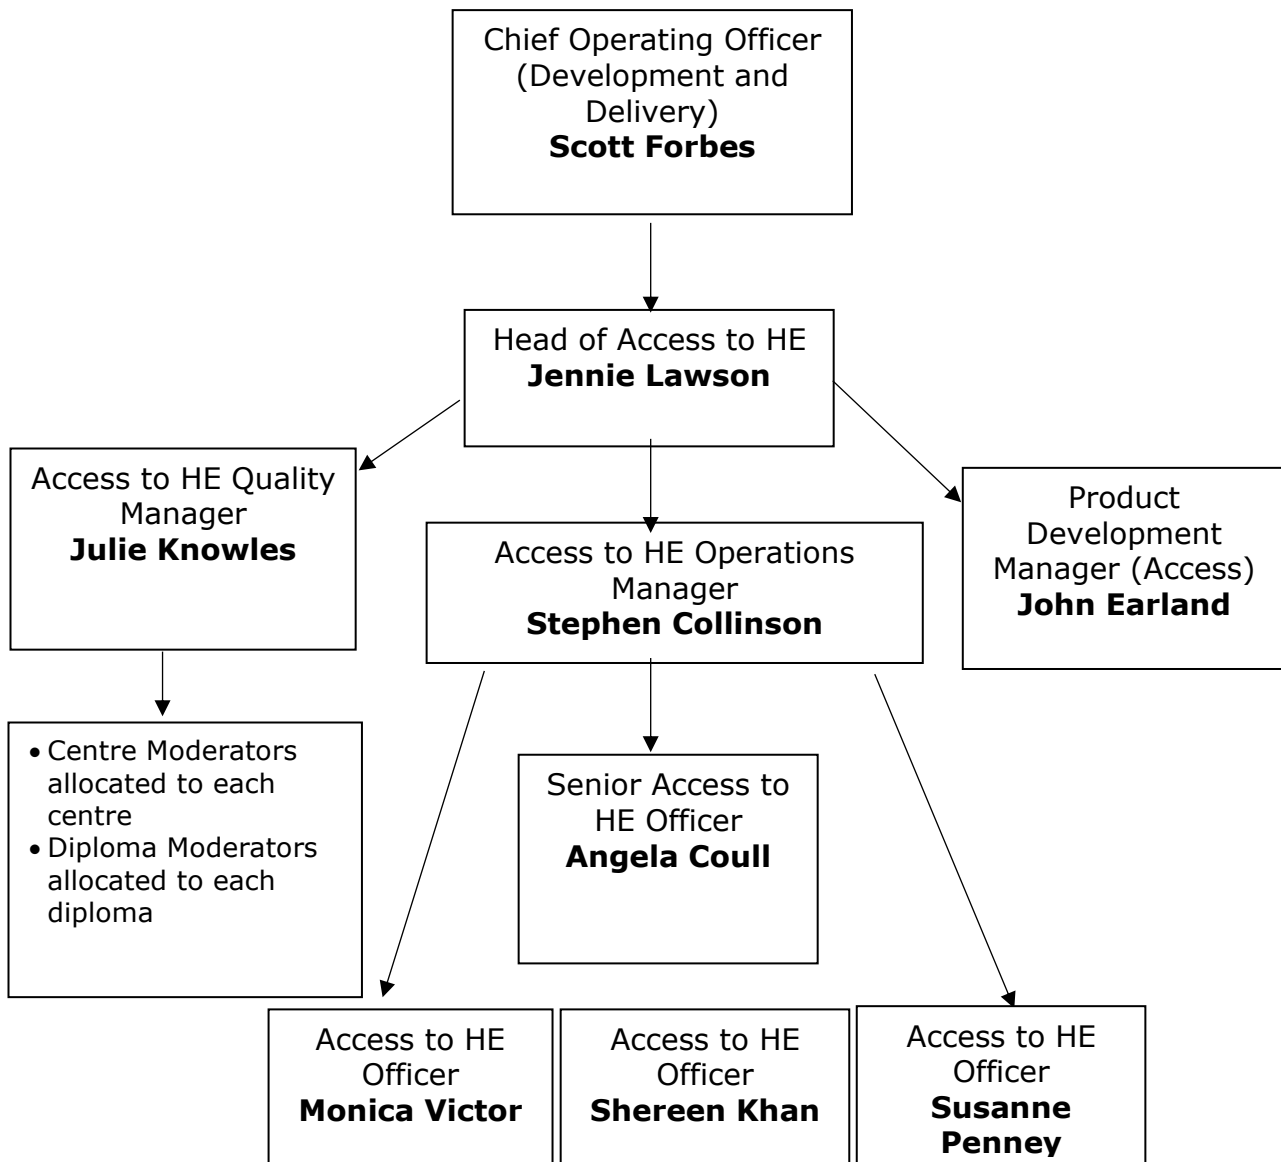 Chief Operating Officer
(Development and
Delivery)
Scott Forbes
Head of Access to HE
Jennie Lawson
Access to HE Quality
Manager
Julie Knowles
Access to HE Operations
Manager
Stephen Collinson
Product
Development
Manager (Access)
John Earland
• Centre Moderators
allocated to each
centre
• Diploma Moderators
allocated to each
diploma
Senior Access to
HE Officer
Angela Coull
Access to HE
Officer
Monica Victor
Access to HE
Officer
Shereen Khan
Access to HE
Officer
Susanne
Penney